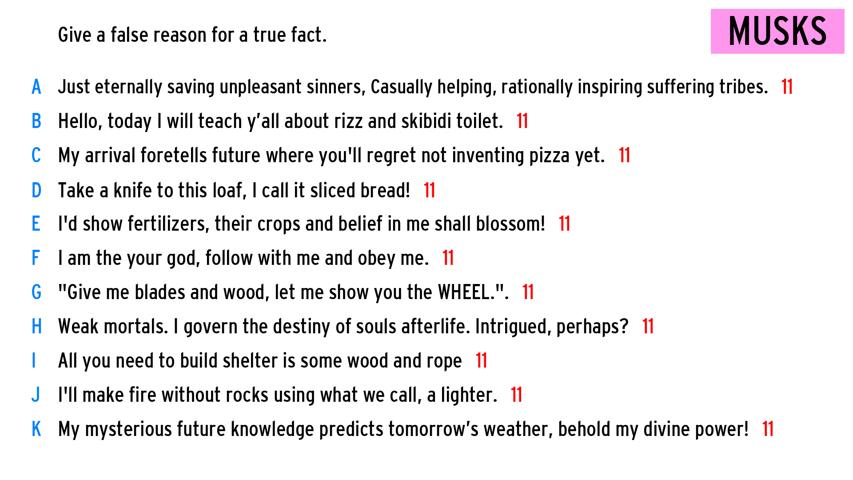 Give a false reason for a true fact.
MUSKS
A Just eternally saving unpleasant sinners, Casually helping, rationally inspiring suffering tribes. 11
B Hello, today I will teach y’all about rizz and skibidi toilet. 11
C My arrival foretells future where you'll regret not inventing pizza yet. 11
D Take a knife to this loaf, I call it sliced bread! 11
E I'd show fertilizers, their crops and belief in me shall blossom! 11
F I am the your god, follow with me and obey me. 11
G "Give me blades and wood, let me show you the WHEEL.". 11
H Weak mortals. I govern the destiny of souls afterlife. Intrigued, perhaps? 11
I All you need to build shelter is some wood and rope 11
J I'll make fire without rocks using what we call, a lighter. 11
K My mysterious future knowledge predicts tomorrow’s weather, behold my divine power! 11